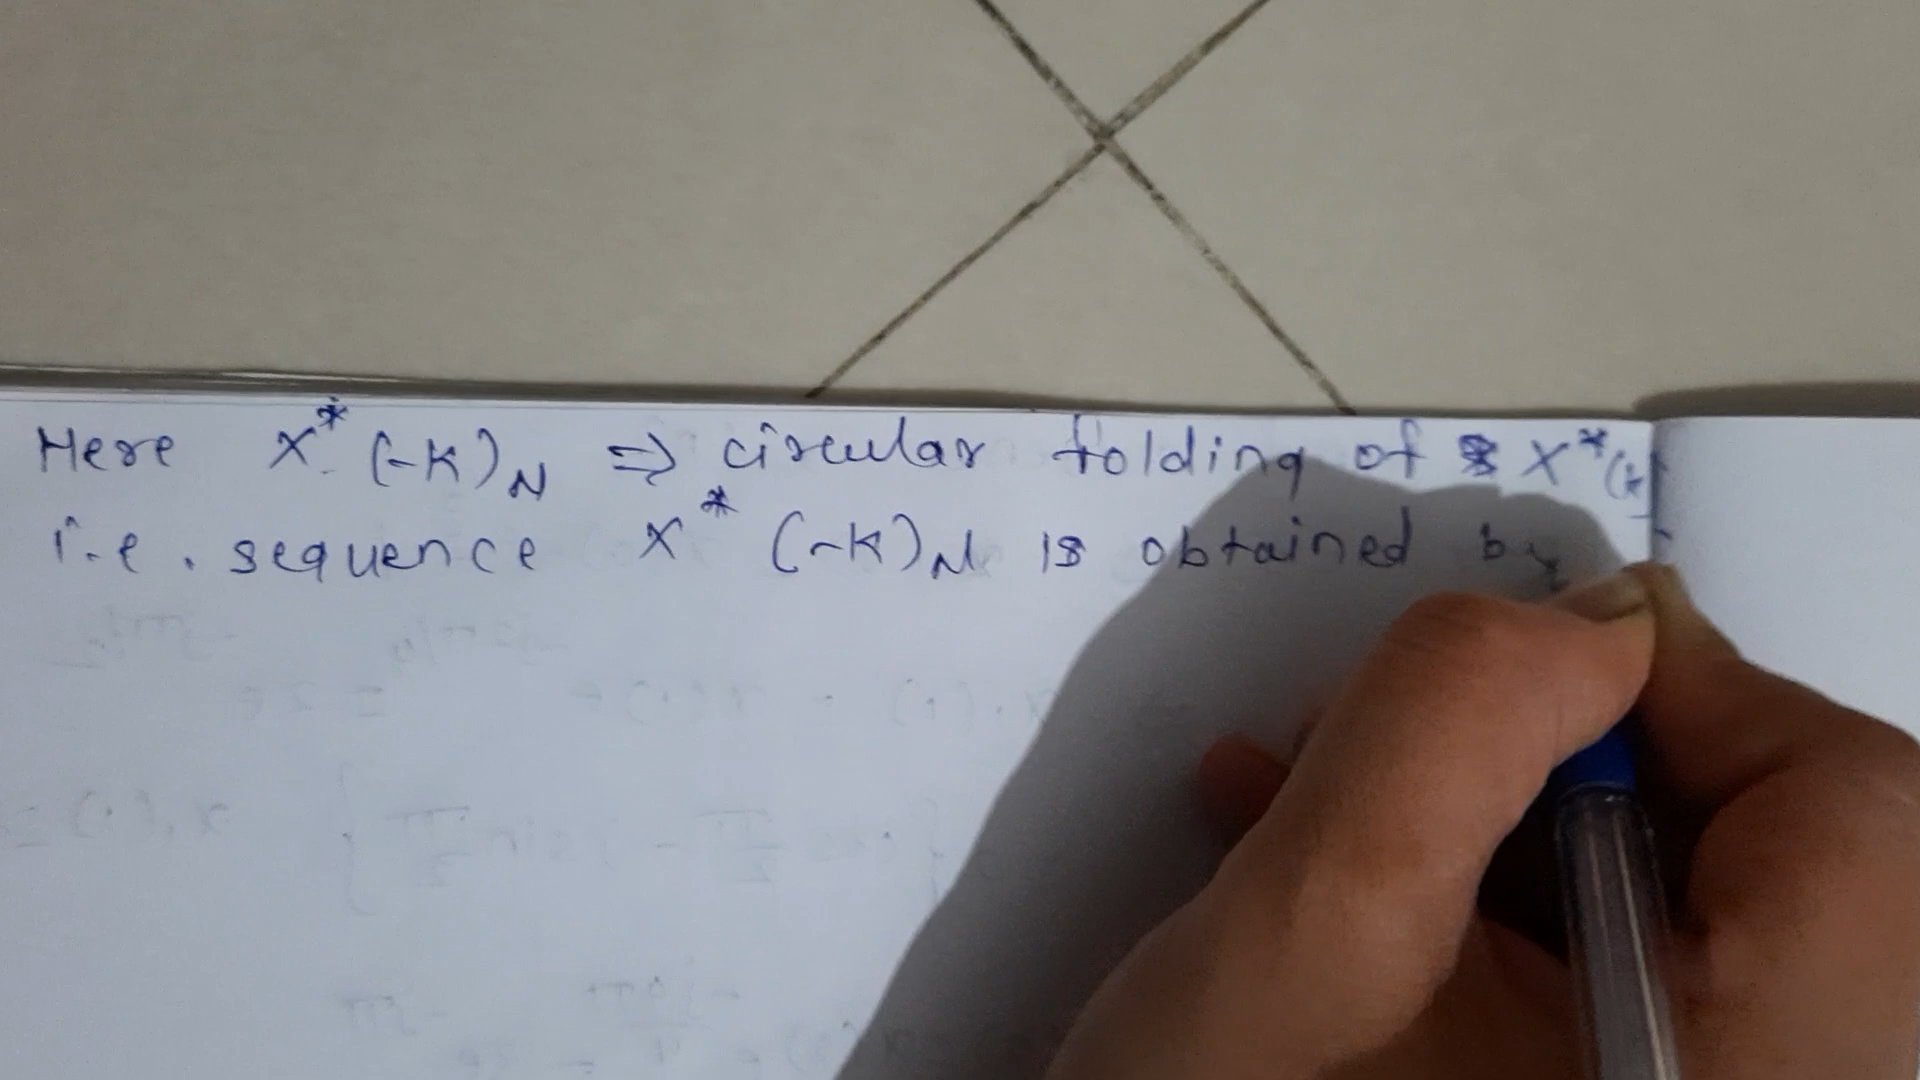 Here X* (-k)N ⇒ circular folding of X*(k
i.e. sequence X* (-k)N is obtained by